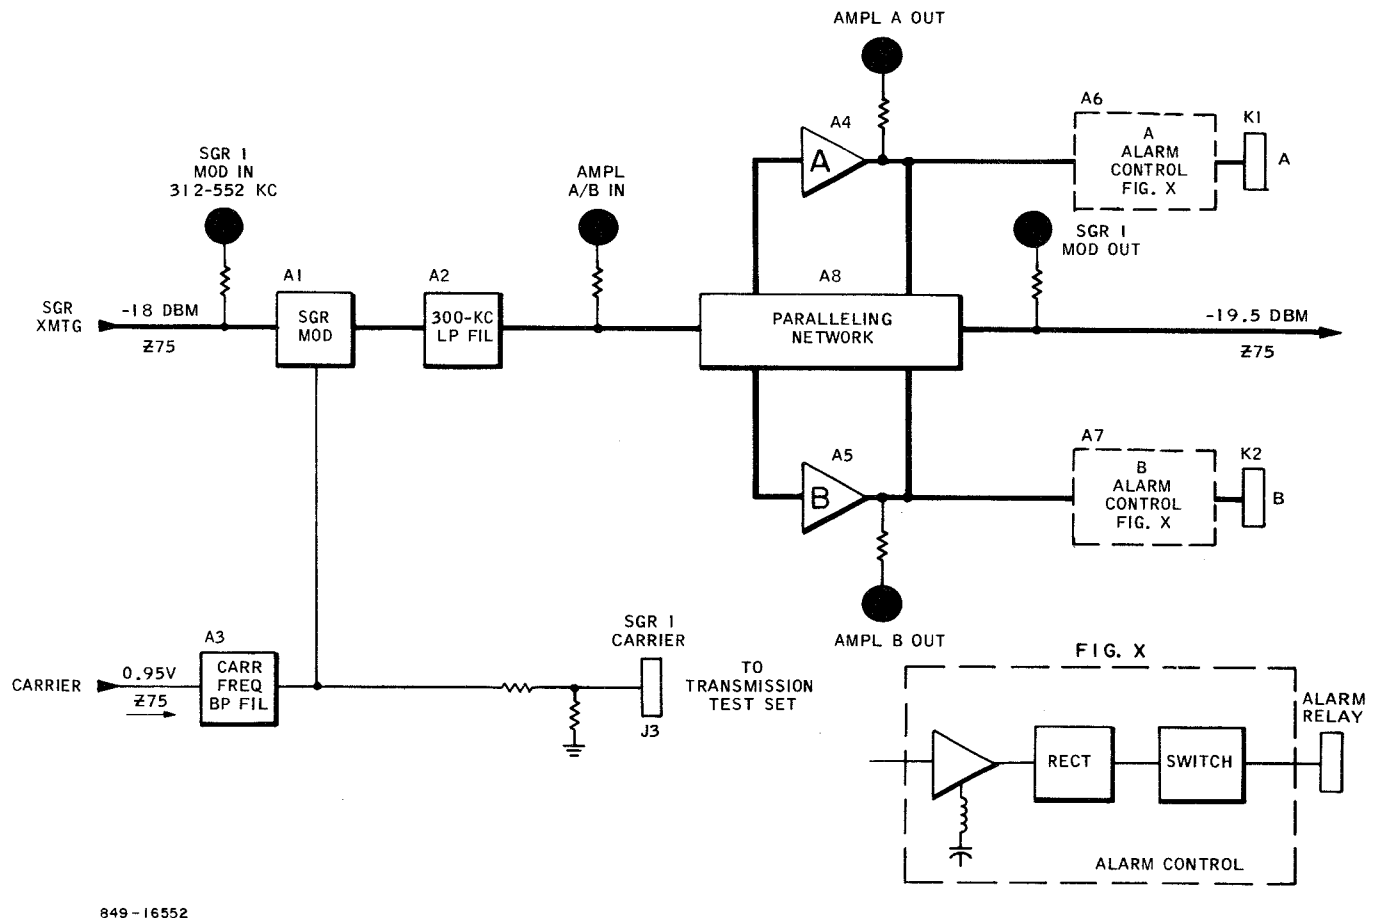 AMPL A OUT
A4
A6
K1
A
ALARM
CONTROL
FIG. X
A
A
SGR 1
MOD IN
312-552 KC
AMPL
A/B IN
SGR 1
MOD OUT
A1
A2
A8
SGR
XMTG
-18 DBM
Z75
SGR
MOD
300-KC
LP FIL
PARALLELING
NETWORK
-19.5 DBM
Z75
A5
B
A7
B
ALARM
CONTROL
FIG. X
K2
B
AMPL B OUT
A3
CARRIER
0.95V
Z75
CARR
FREQ
BP FIL
SGR 1
CARRIER
J3
TO
TRANSMISSION
TEST SET
FIG. X
RECT
SWITCH
ALARM
RELAY
ALARM CONTROL
849-16552